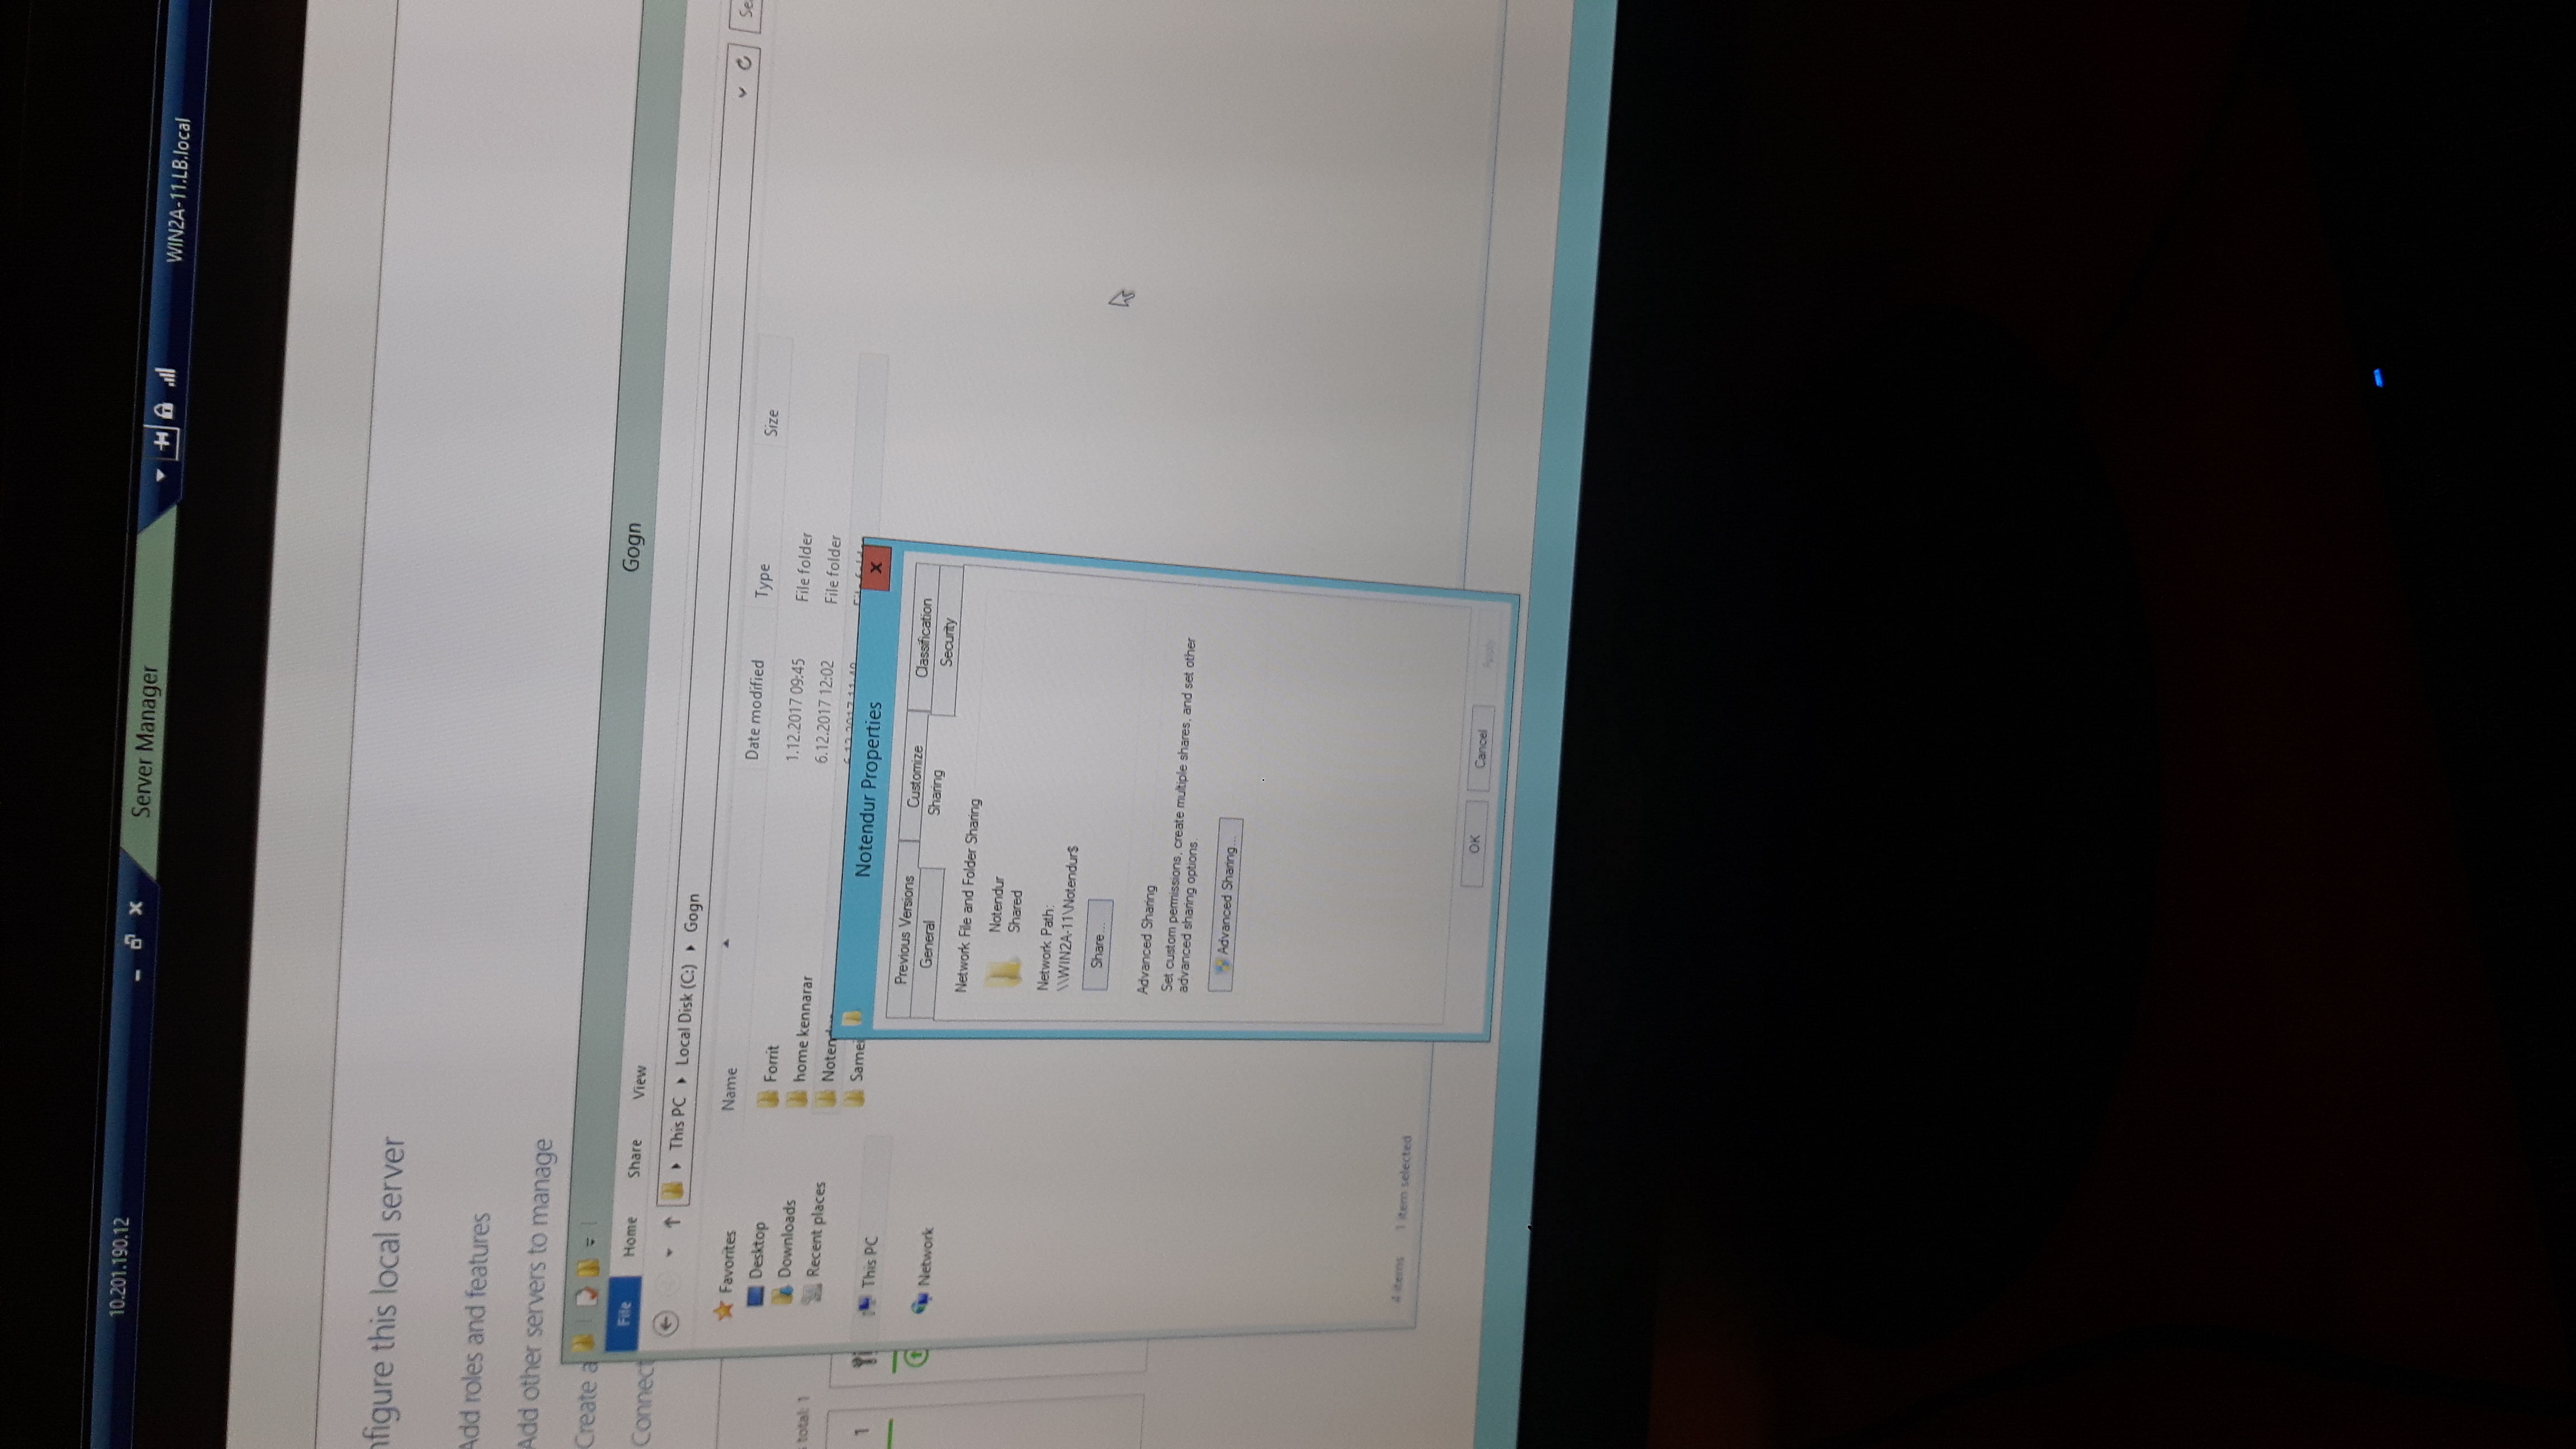 10.201.190.12
Server Manager
WIN2A-11.LB.local
nfigure this local server
Add roles and features
Add other servers to manage
Create a
Connect
total: 1
1
Gogn
File Home Share View
This PC Local Disk (C:) Gogn
Se
Favorites
Desktop
Downloads
Recent places
This PC
Network
Name Date modified Type Size
Forrit 1.12.2017 09:45 File folder
home kennarar 6.12.2017 12:02 File folder
Noten
Samei
Notendur Properties
x
Previous Versions Customize Classification
General Sharing Security
Network File and Folder Sharing
Notendur
Shared
Network Path:
\\WIN2A-11\Notendur$
Share...
Advanced Sharing
Set custom permissions, create multiple shares, and set other
advanced sharing options.
Advanced Sharing...
OK Cancel Apply
4 items 1 item selected